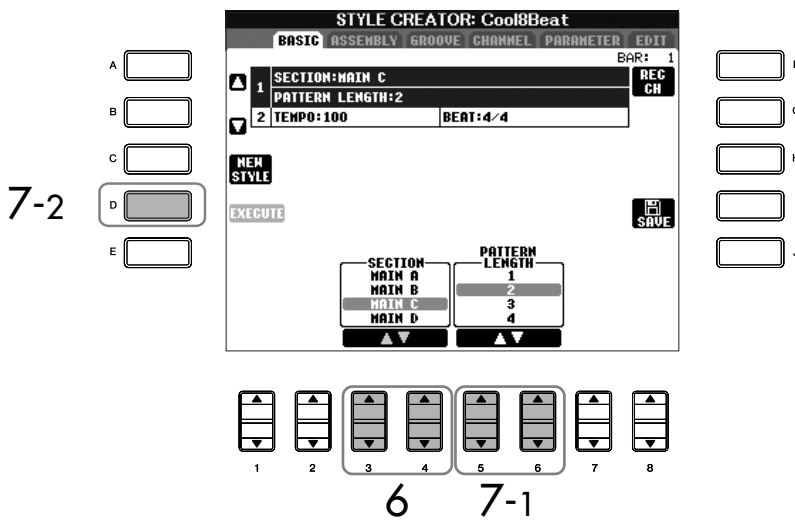 STYLE CREATOR: Cool8Beat
BASIC ASSEMBLY GROOVE CHANNEL PARAMETER EDIT
BAR: 1
A
1 SECTION:MAIN C
REC CH
PATTERN LENGTH:2
B
2 TEMPO:100 BEAT:4/4
C
NEW STYLE
7-2
D
EXECUTE
SAVE
E
SECTION
PATTERN LENGTH
MAIN A 1
MAIN B 2
MAIN C 3
MAIN D 4
1 2 3 4 5 6 7 8
6 7-1